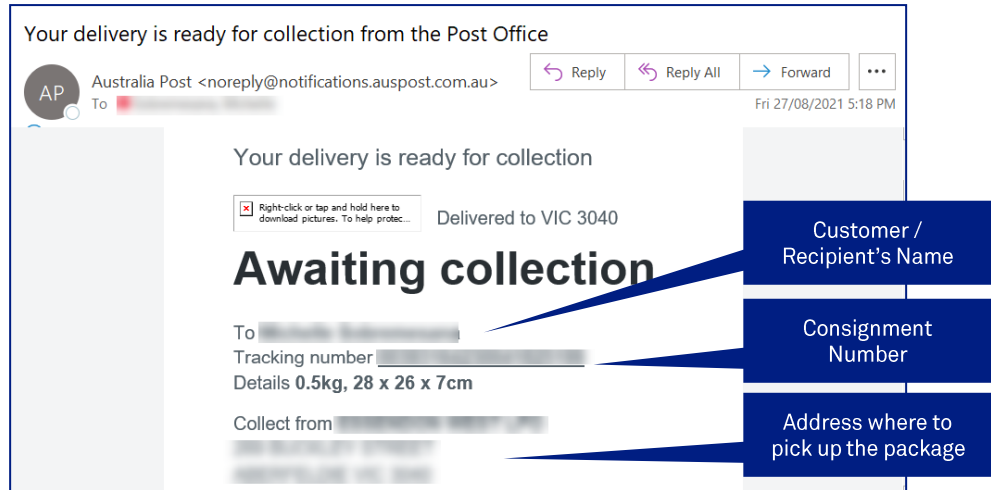 Your delivery is ready for collection from the Post Office
AP
Australia Post <noreply@notifications.auspost.com.au>
Reply
Reply All
Forward
To
Fri 27/08/2021 5:18 PM
Your delivery is ready for collection
Right-click or tap and hold here to
download pictures. To help protec...
Delivered to VIC 3040
Awaiting collection
Customer /
Recipient's Name
To
Tracking number
Details 0.5kg, 28 x 26 x 7cm
Consignment
Number
Collect from
Address where to
pick up the package